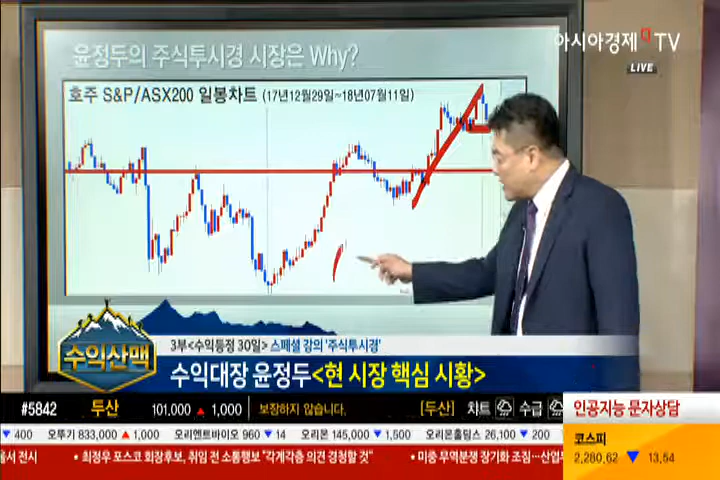 윤정두의 주식투시경 시장은 Why?
아시아경제 TV
LIVE
호주 S&P/ASX200 일봉차트 (17년12월29일~18년07월11일)
수익산맥
3부<수익등정 30일> 스페셜 강의 '주식투시경'
수익대장 윤정두<현 시장 핵심 시황>
#5842 두산 101,000 ▲ 1,000 보장하지 않습니다. [두산] 차트 수급
인공지능 문자상담
▼ 400 오뚜기 833,000 ▲ 1,000 오리엔트바이오 960 ▼ 14 오리온 145,000 ▼ 1,500 오리온홀딩스 26,100 ▼ 200
코스피
2,280.62 ▼ 13.54
서 전시 • 최정우 포스코 회장후보, 취임 전 소통행보 "각계각층 의견 경청할 것" • 미중 무역분쟁 장기화 조짐…산업부